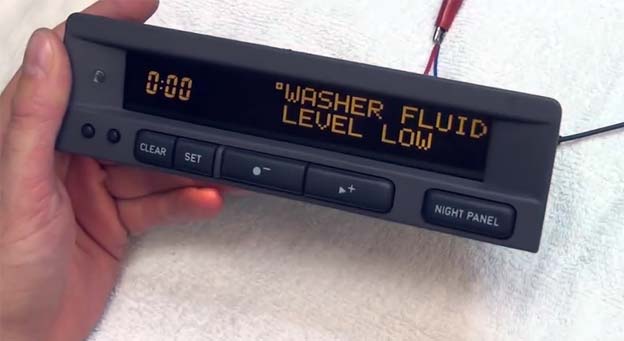 0:00
°WASHER FLUID
LEVEL LOW
CLEAR
SET
●−
▶+
NIGHT PANEL